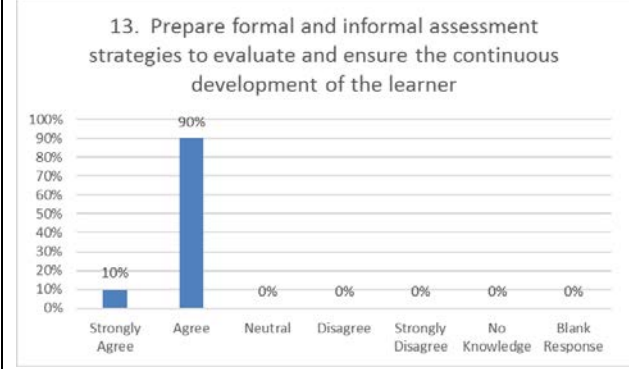 13. Prepare formal and informal assessment
strategies to evaluate and ensure the continuous
development of the learner
100%
90%
80%
70%
60%
50%
40%
30%
20%
10%
0%
10%
90%
0%
0%
0%
0%
0%
Strongly
Agree
Agree
Neutral
Disagree
Strongly
Disagree
No
Knowledge
Blank
Response